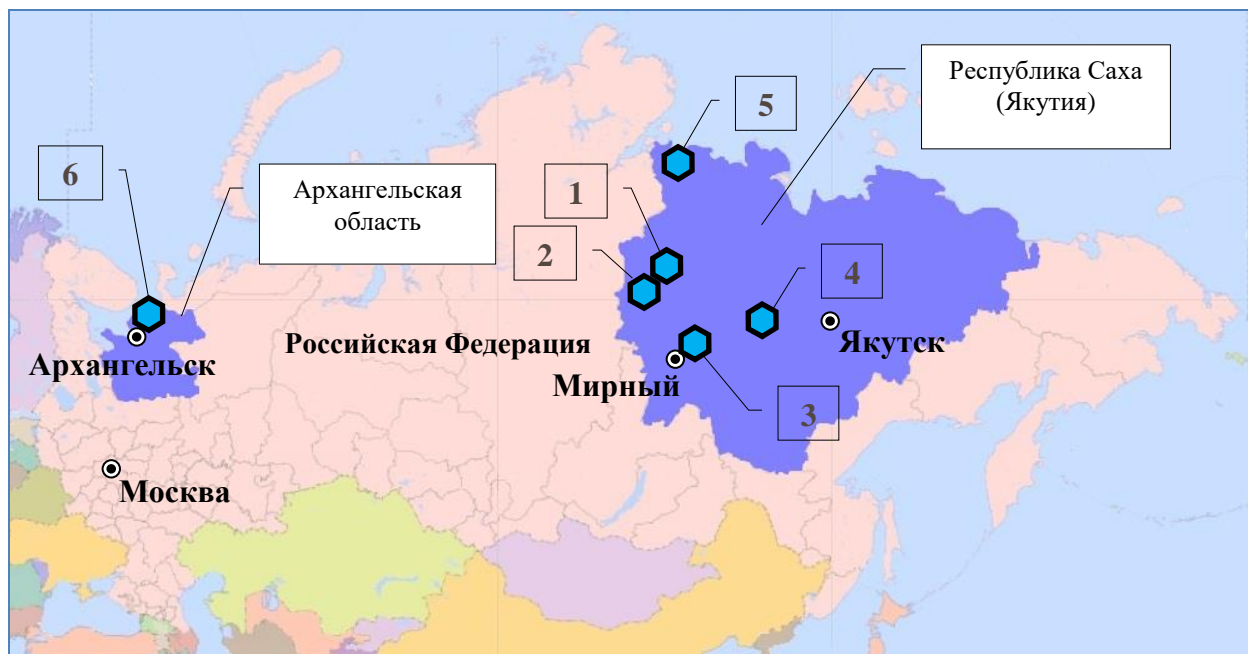 5
Республика Саха
(Якутия)
6
Архангельская
область
1
2
4
Российская Федерация
Якутск
Архангельск
Мирный
3
Москва